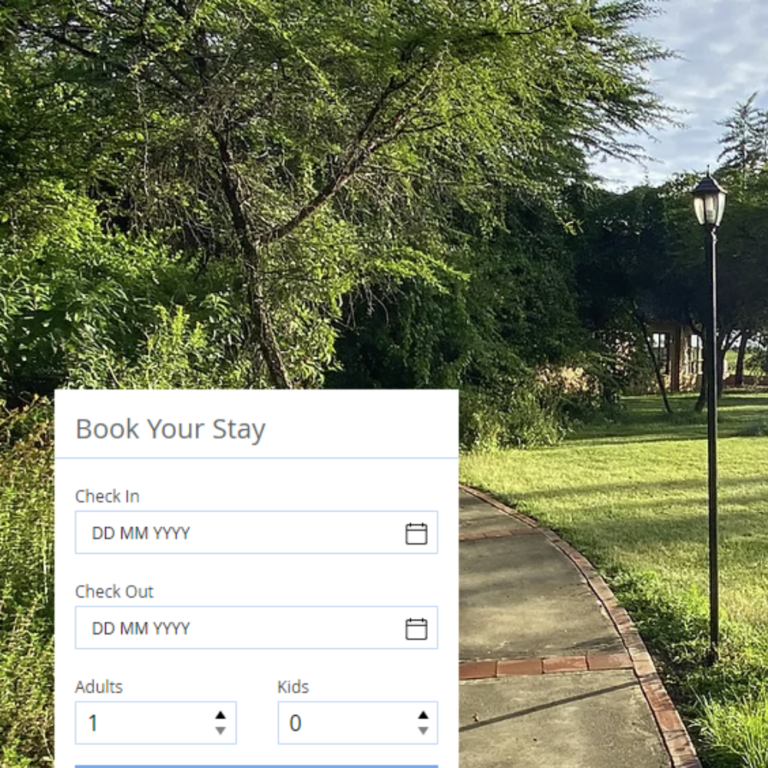 Book Your Stay
Check In
DD MM YYYY
Check Out
DD MM YYYY
Adults Kids
1 0